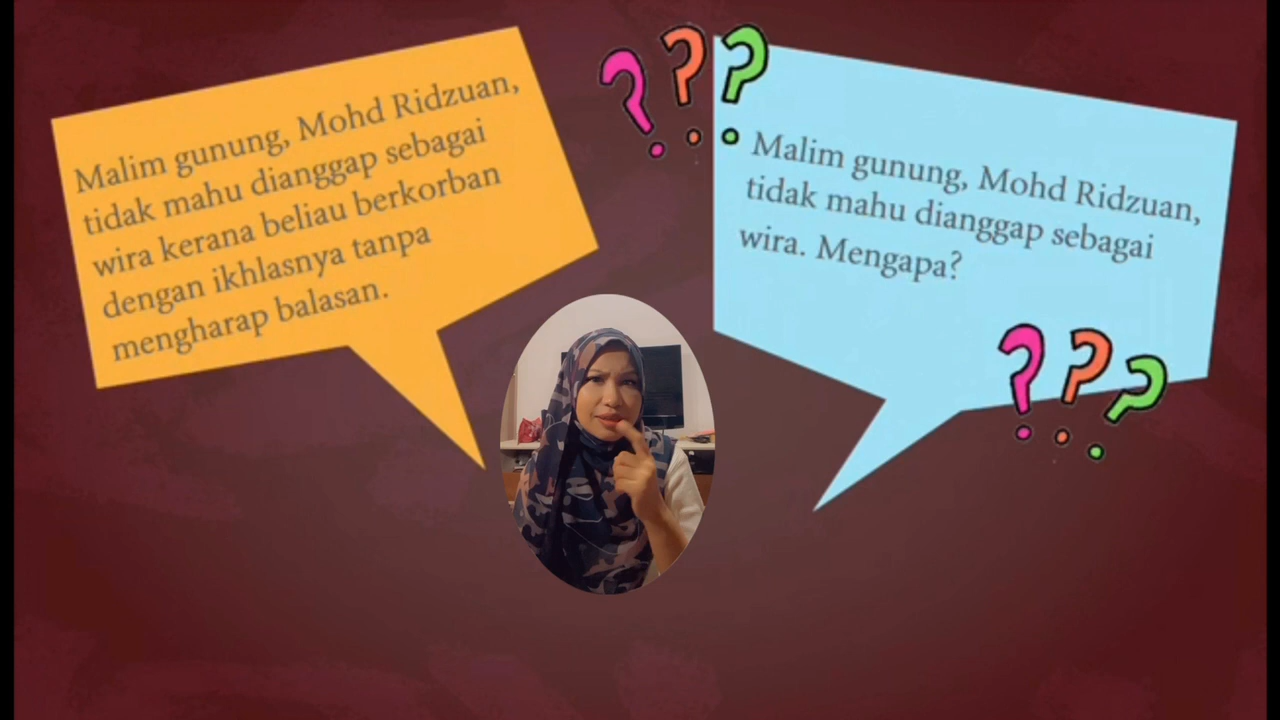 Malim gunung, Mohd Ridzuan,
tidak mahu dianggap sebagai
wira kerana beliau berkorban
dengan ikhlasnya tanpa
mengharap balasan.
???
Malim gunung, Mohd Ridzuan,
tidak mahu dianggap sebagai
wira. Mengapa?
???